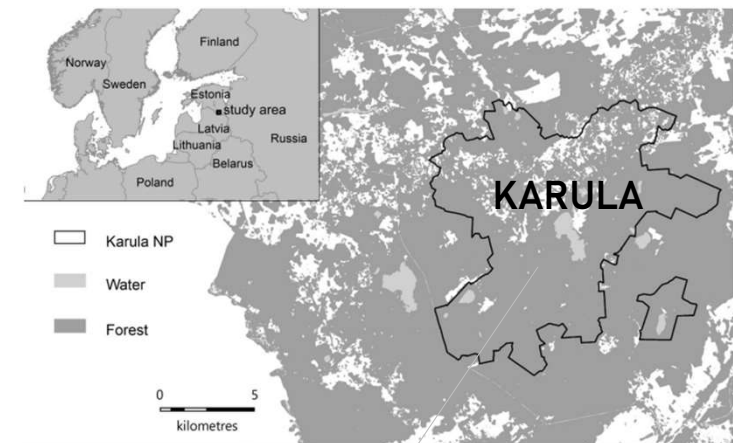 Finland
Norway
Sweden
Estonia
study area
Latvia
Lithuania
Russia
Belarus
Poland
KARULA
Karula NP
Water
Forest
0 5
kilometres